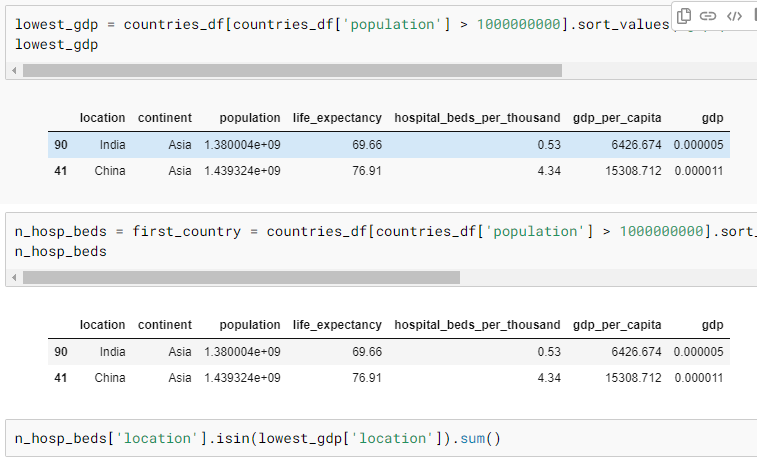 lowest_gdp = countries_df[countries_df['population'] > 1000000000].sort_values
lowest_gdp
location continent population life_expectancy hospital_beds_per_thousand gdp_per_capita gdp
90 India Asia 1.380004e+09 69.66 0.53 6426.674 0.000005
41 China Asia 1.439324e+09 76.91 4.34 15308.712 0.000011
n_hosp_beds = first_country = countries_df[countries_df['population'] > 1000000000].sort_
n_hosp_beds
location continent population life_expectancy hospital_beds_per_thousand gdp_per_capita gdp
90 India Asia 1.380004e+09 69.66 0.53 6426.674 0.000005
41 China Asia 1.439324e+09 76.91 4.34 15308.712 0.000011
n_hosp_beds['location'].isin(lowest_gdp['location']).sum()